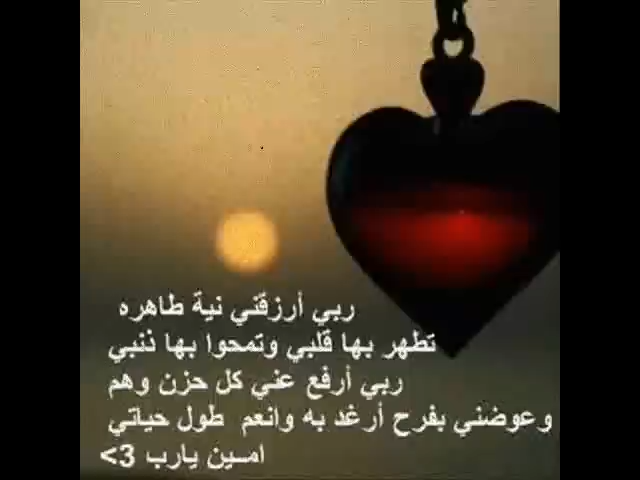 ربي أرزقني نية طاهره
تطهر بها قلبي وتمحوا بها ذنبي
ربي أرفع عني كل حزن وهم
وعوضني بفرح أرغد به وانعم طول حياتي
امـين يارب 3>